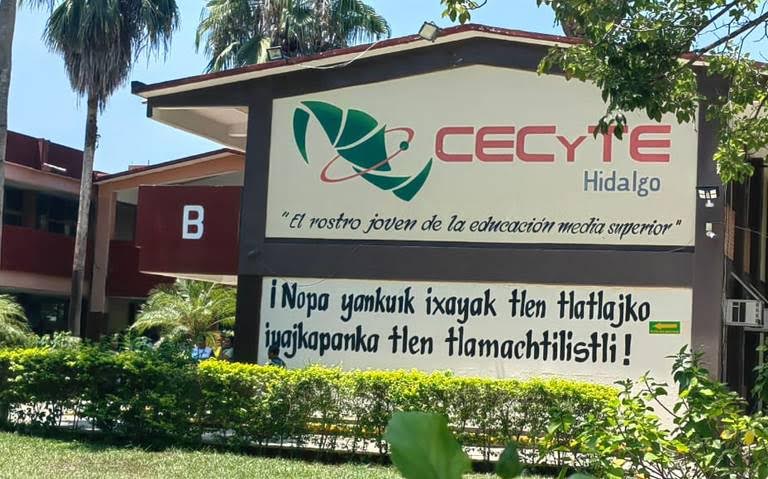 CECyTE
Hidalgo
"El rostro joven de la educación media superior"
B
¡Nopa yankuik ixayak tlen tlatlajko
iyajkapanka tlen tlamachtilistli!